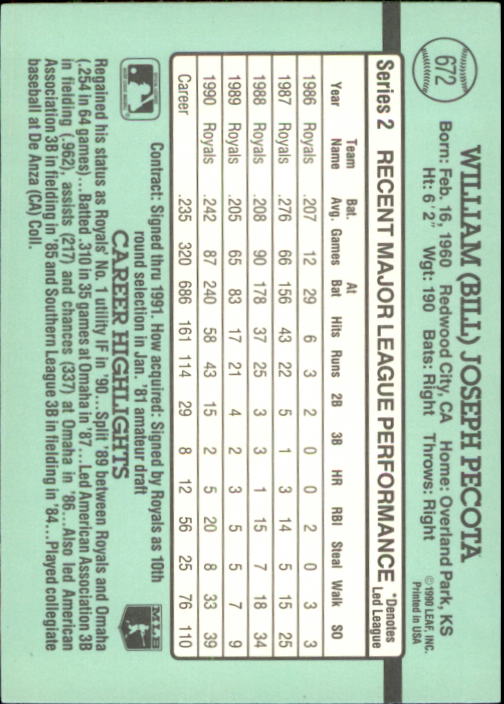 672
WILLIAM (BILL) JOSEPH PECOTA
Born: Feb. 16, 1960 Redwood City, CA Home: Overland Park, KS
Ht: 6' 2" Wgt: 190 Bats: Right Throws: Right
©1990 LEAF, INC.
Printed in USA
Series 2 RECENT MAJOR LEAGUE PERFORMANCE
*Denotes
Led League
Year Team Name Bat. Avg. Games At Bat Hits Runs 2B 3B HR RBI Steal Walk SO
1986 Royals .207 12 29 6 3 2 0 0 2 0 3 3
1987 Royals .276 66 156 43 22 5 1 3 14 5 15 25
1988 Royals .208 90 178 37 25 3 3 1 15 7 18 34
1989 Royals .205 65 83 17 21 4 2 3 5 5 7 9
1990 Royals .242 87 240 58 43 15 2 5 20 8 33 39
Career .235 320 686 161 114 29 8 12 56 25 76 110
Contract: Signed thru 1991. How acquired: Signed by Royals as 10th
round selection in Jan. '81 amateur draft
MLB
CAREER HIGHLIGHTS
Regained his status as Royals' No. 1 utility IF in '90...Split '89 between Royals and Omaha
(.254 in 64 games)...Batted .310 in 35 games at Omaha in '87...Led American Association 3B
in fielding (.962), assists (217) and chances (337) at Omaha in '86...Also led American
Association 3B in fielding in '85 and Southern League 3B in fielding in '84...Played collegiate
baseball at De Anza (CA) Coll.